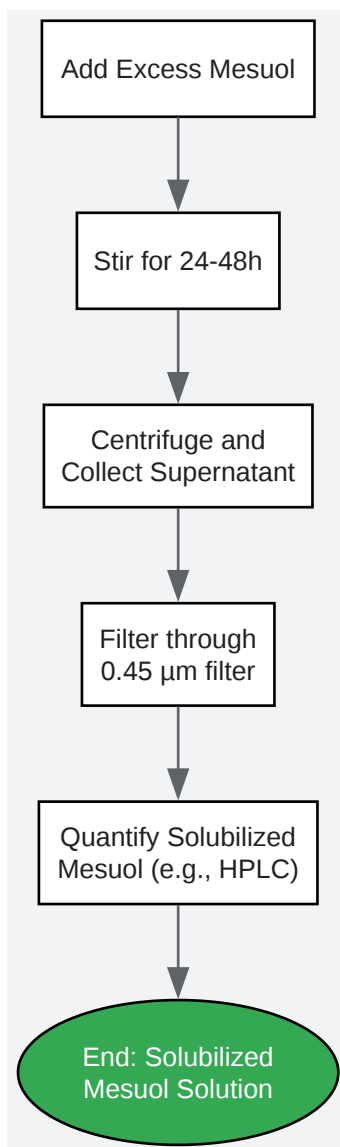 Add Excess Mesuol
Stir for 24-48h
Centrifuge and
Collect Supernatant
Filter through
0.45 µm filter
Quantify Solubilized
Mesuol (e.g., HPLC)
End: Solubilized
Mesuol Solution